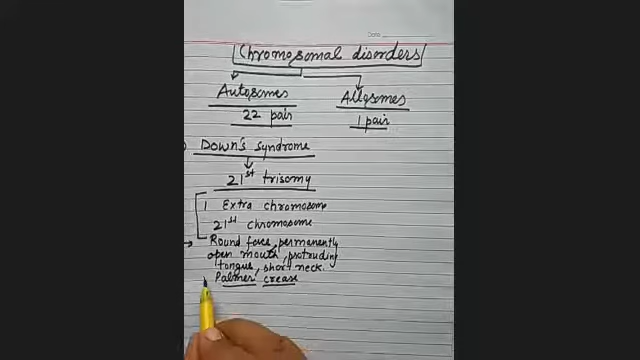 Date
Chromosomal disorders
Autosomes
Allosomes
22 pair
1 pair
Down's syndrome
21st trisomy
1 Extra chromosome
21st chromosome
Round face, permanently
open mouth, protruding
tongue, short neck.
Palmer crease